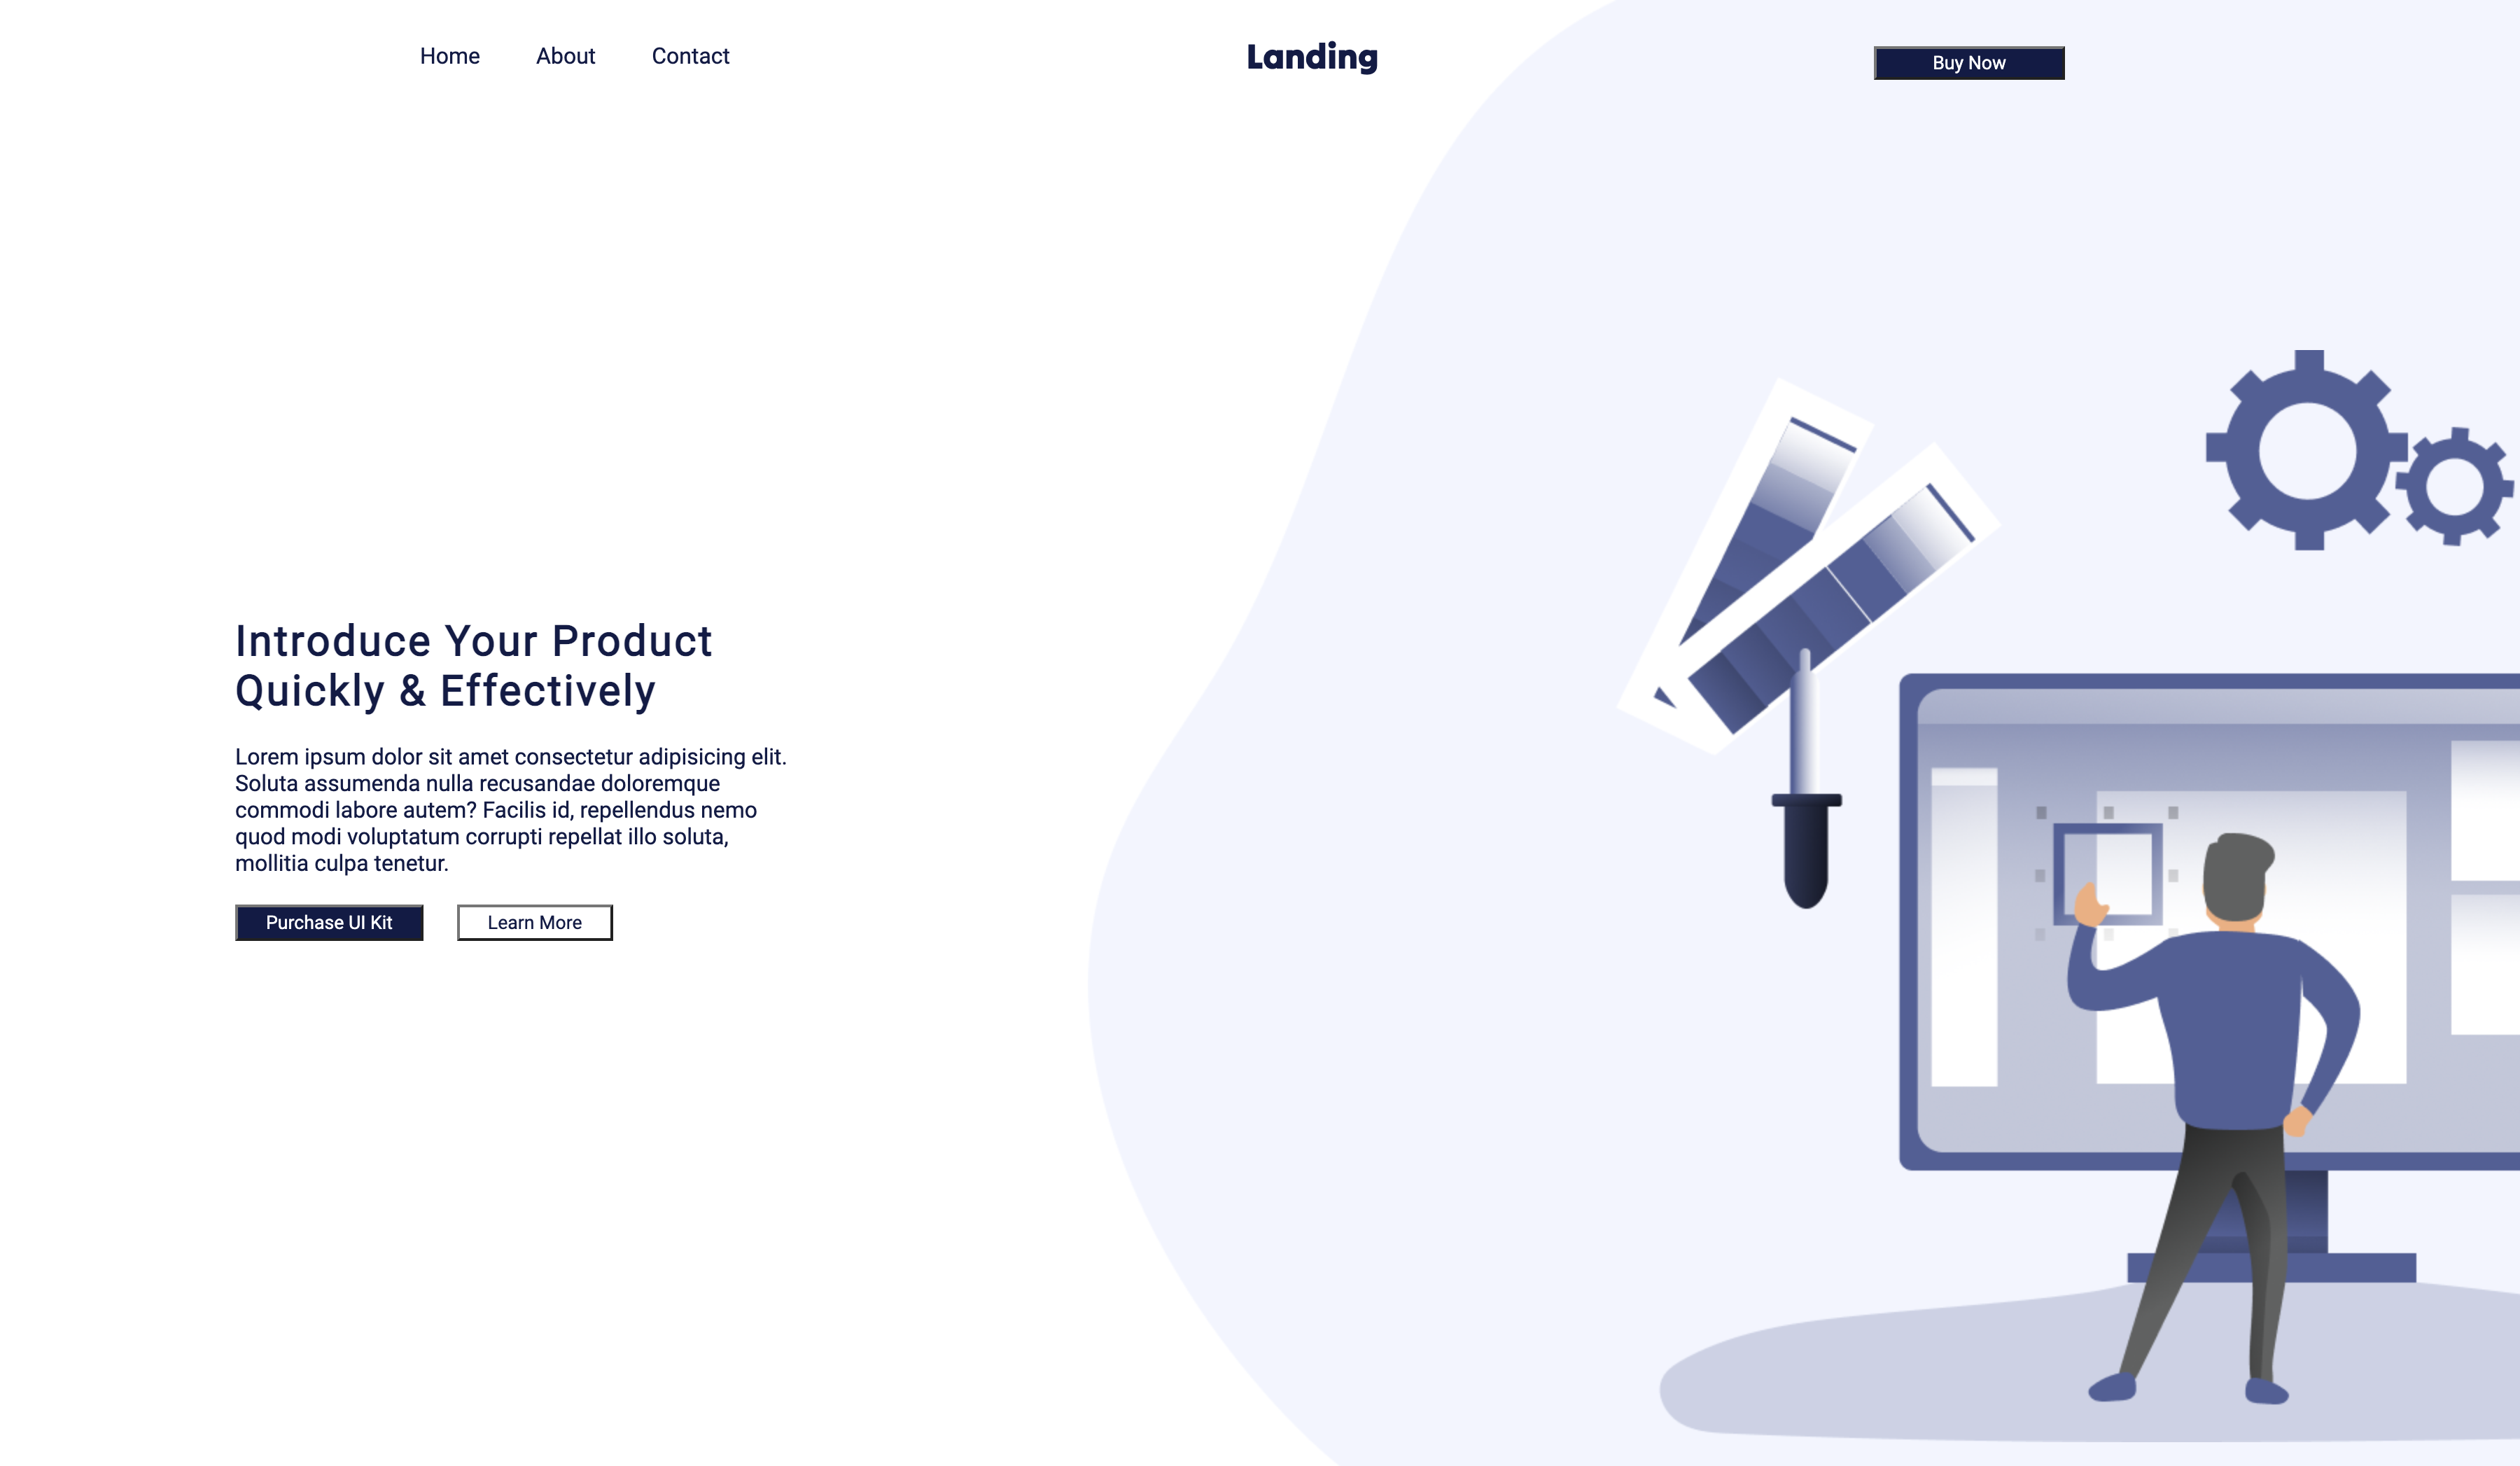 Home About Contact Landing Buy Now
Introduce Your Product
Quickly & Effectively
Lorem ipsum dolor sit amet consectetur adipisicing elit.
Soluta assumenda nulla recusandae doloremque
commodi labore autem? Facilis id, repellendus nemo
quod modi voluptatum corrupti repellat illo soluta,
mollitia culpa tenetur.
Purchase UI Kit Learn More